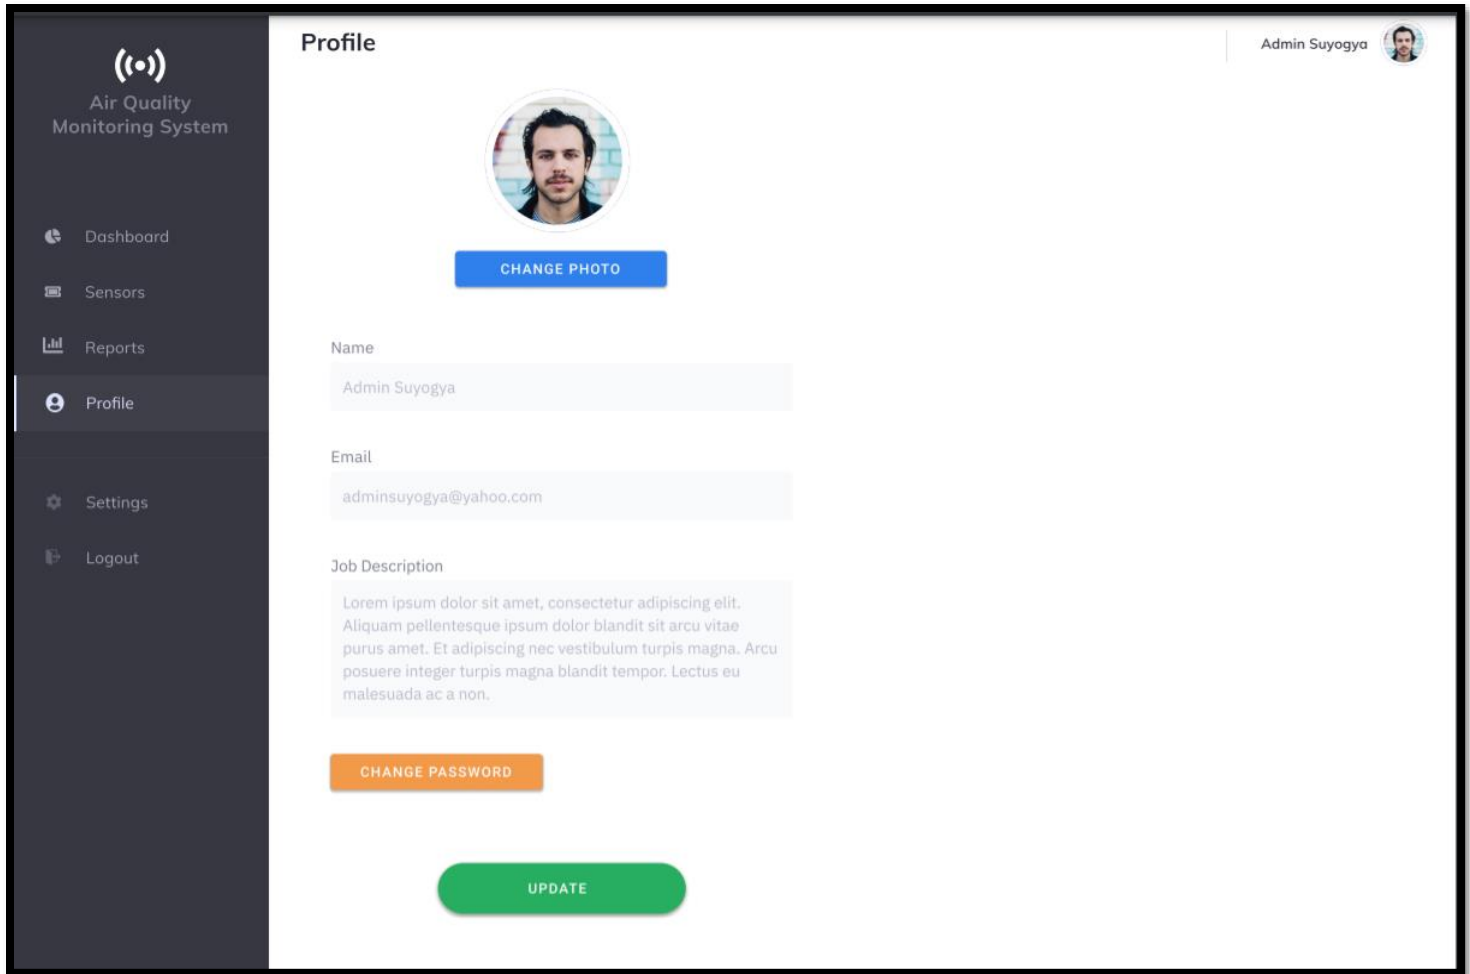 Air Quality
Monitoring System
Dashboard
Sensors
Reports
Profile
Settings
Logout
Profile
Admin Suyogya
CHANGE PHOTO
Name
Admin Suyogya
Email
adminsuyogya@yahoo.com
Job Description
Lorem ipsum dolor sit amet, consectetur adipiscing elit.
Aliquam pellentesque ipsum dolor blandit sit arcu vitae
purus amet. Et adipiscing nec vestibulum turpis magna. Arcu
posuere integer turpis magna blandit tempor. Lectus eu
malesuada ac a non.
CHANGE PASSWORD
UPDATE